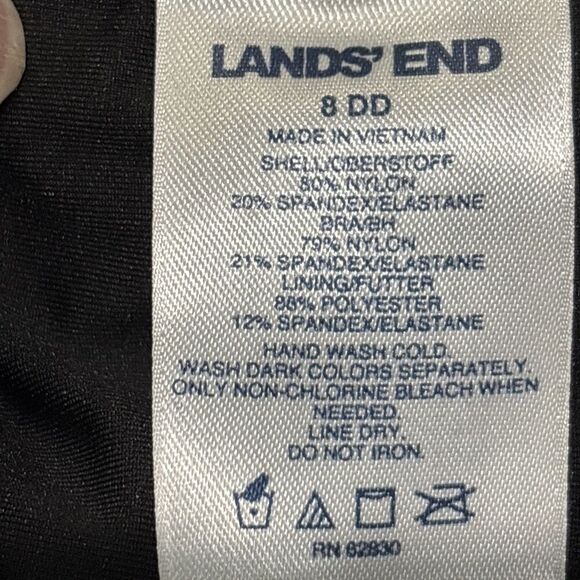 LANDS' END
8 DD
MADE IN VIETNAM
SHELL/OBERSTOFF
80% NYLON
20% SPANDEX/ELASTANE
BRA/BH
79% NYLON
21% SPANDEX/ELASTANE
LINING/FUTTER
88% POLYESTER
12% SPANDEX/ELASTANE
HAND WASH COLD.
WASH DARK COLORS SEPARATELY.
ONLY NON-CHLORINE BLEACH WHEN
NEEDED.
LINE DRY.
DO NOT IRON.
RN 62830